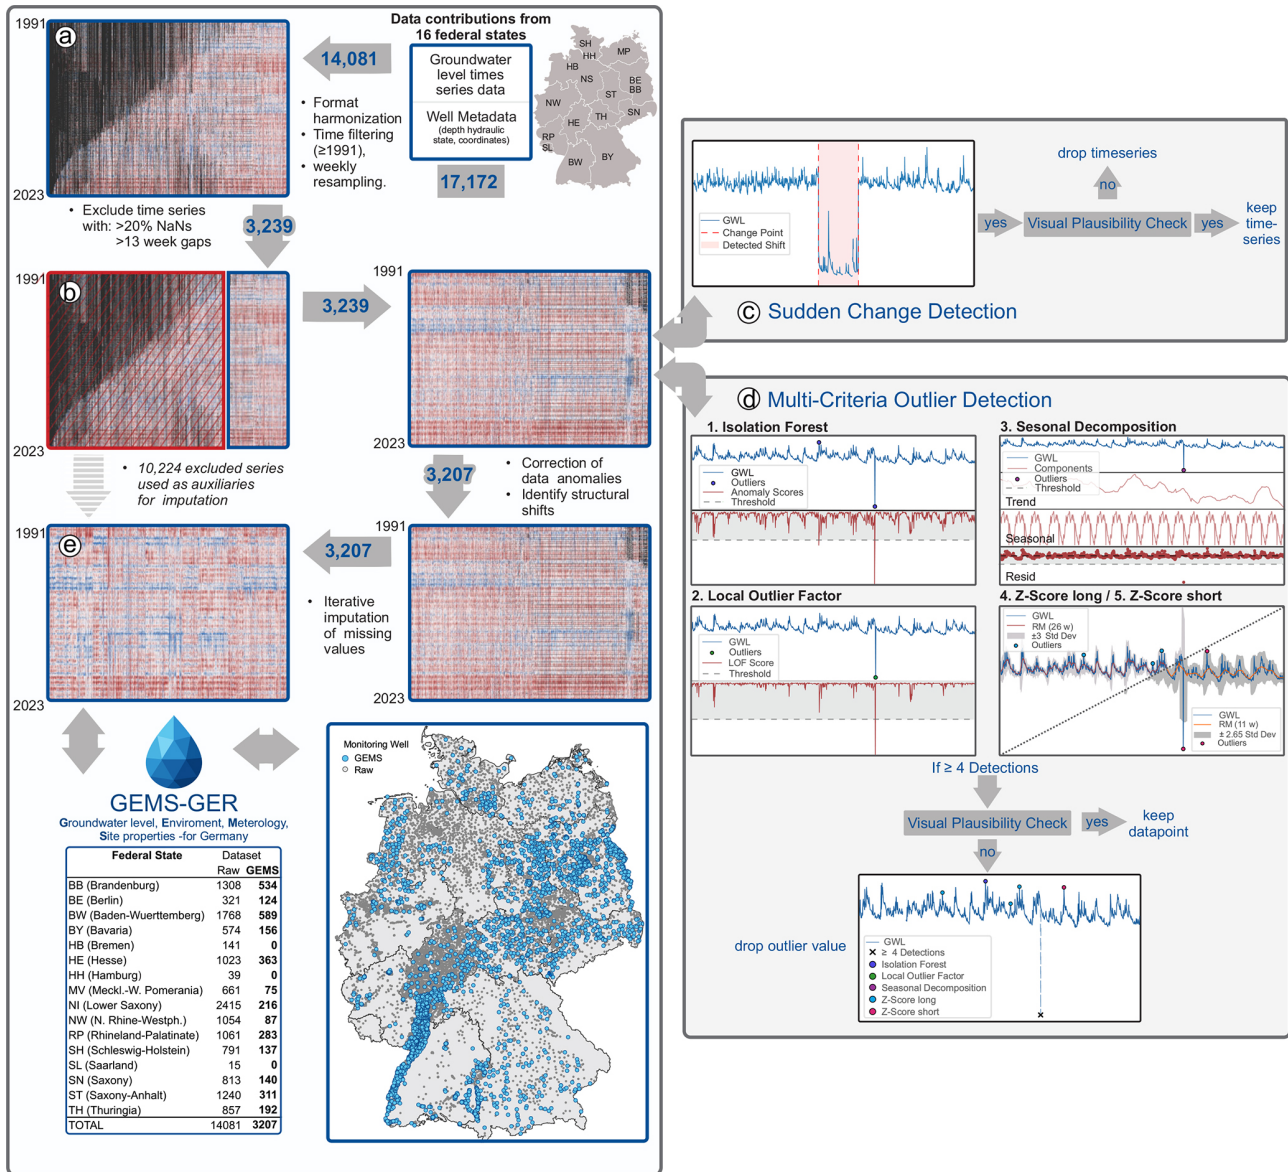 1991
a
2023
14,081
Data contributions from
16 federal states
Groundwater
level times
series data
Well Metadata
(depth hydraulic
state, coordinates)
17,172
• Format
harmonization
• Time filtering
(≥1991),
• weekly
resampling.
SH
HH
MP
HB
NS
BE
BB
ST
NW
SN
TH
HE
RP
SL
BW
BY
• Exclude time series
with: >20% NaNs
>13 week gaps
3,239
1991
b
2023
3,239
1991
2023
• 10,224 excluded series
used as auxiliaries
for imputation
3,207
• Correction of
data anomalies
• Identify structural
shifts
1991
e
2023
3,207
• Iterative
imputation
of missing
values
1991
2023
GEMS-GER
Groundwater level, Enviroment, Meterology,
Site properties -for Germany
Federal State Dataset
Raw GEMS
BB (Brandenburg) 1308 534
BE (Berlin) 321 124
BW (Baden-Wuerttemberg) 1768 589
BY (Bavaria) 574 156
HB (Bremen) 141 0
HE (Hesse) 1023 363
HH (Hamburg) 39 0
MV (Meckl.-W. Pomerania) 661 75
NI (Lower Saxony) 2415 216
NW (N. Rhine-Westph.) 1054 87
RP (Rhineland-Palatinate) 1061 283
SH (Schleswig-Holstein) 791 137
SL (Saarland) 15 0
SN (Saxony) 813 140
ST (Saxony-Anhalt) 1240 311
TH (Thuringia) 857 192
TOTAL 14081 3207
Monitoring Well
GEMS
Raw
GWL
Change Point
Detected Shift
yes
Visual Plausibility Check
no
drop timeseries
yes
keep
time-
series
c Sudden Change Detection
d Multi-Criteria Outlier Detection
1. Isolation Forest
GWL
Outliers
Anomaly Scores
Threshold
3. Sesonal Decomposition
GWL
Components
Outliers
Threshold
Trend
Seasonal
Resid
2. Local Outlier Factor
GWL
Outliers
LOF Score
Threshold
4. Z-Score long / 5. Z-Score short
GWL
RM (26 w)
±3 Std Dev
Outliers
GWL
RM (11 w)
± 2.65 Std Dev
Outliers
If ≥ 4 Detections
Visual Plausibility Check
yes
keep
datapoint
no
drop outlier value
GWL
≥ 4 Detections
Isolation Forest
Local Outlier Factor
Seasonal Decomposition
Z-Score long
Z-Score short